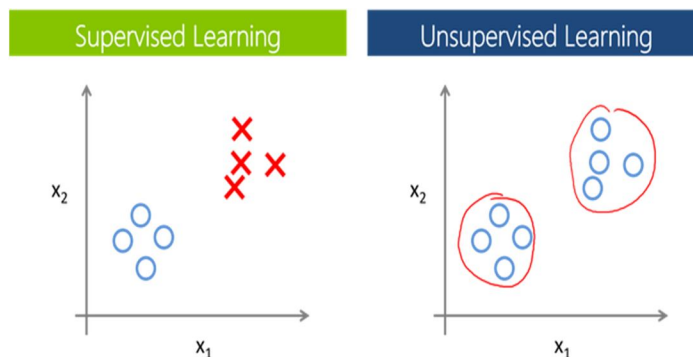 Supervised Learning
Unsupervised Learning
x2
x1
x2
x1